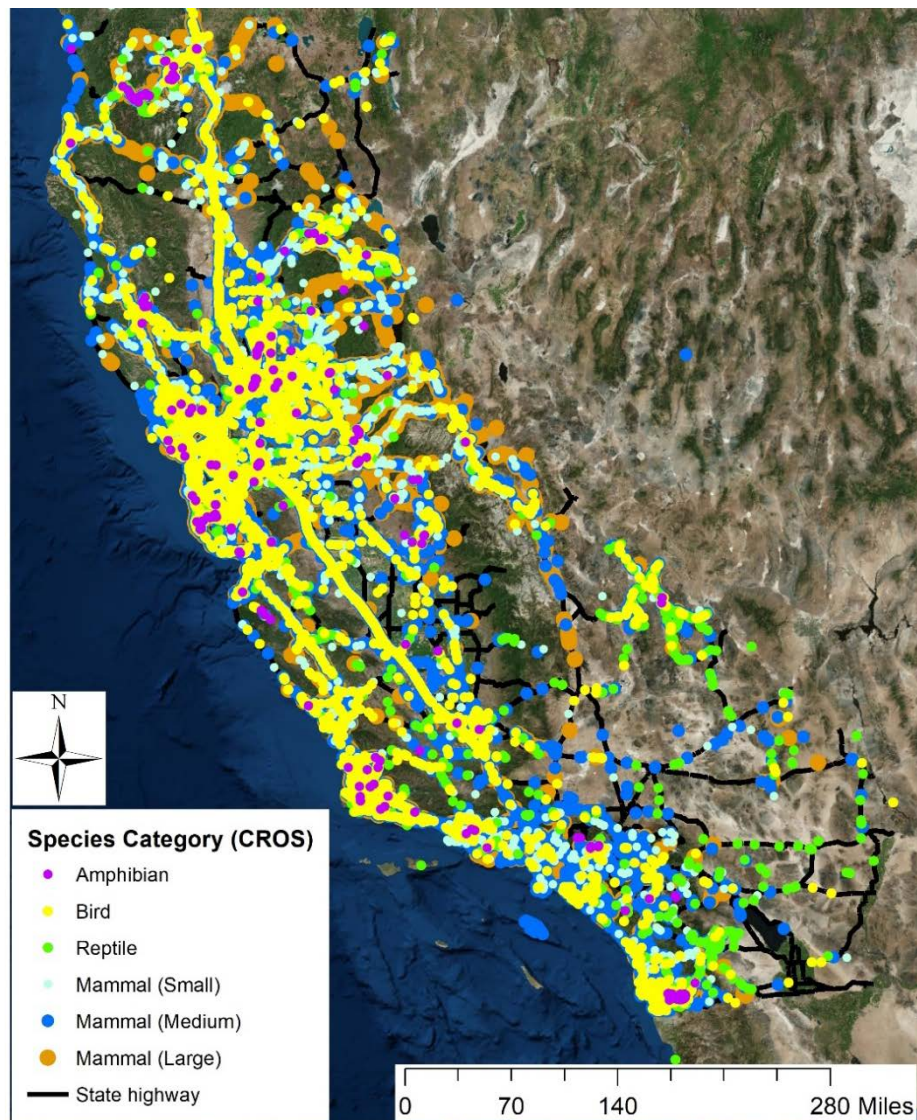 N
Species Category (CROS)
Amphibian
Bird
Reptile
Mammal (Small)
Mammal (Medium)
Mammal (Large)
State highway
0 70 140 280 Miles